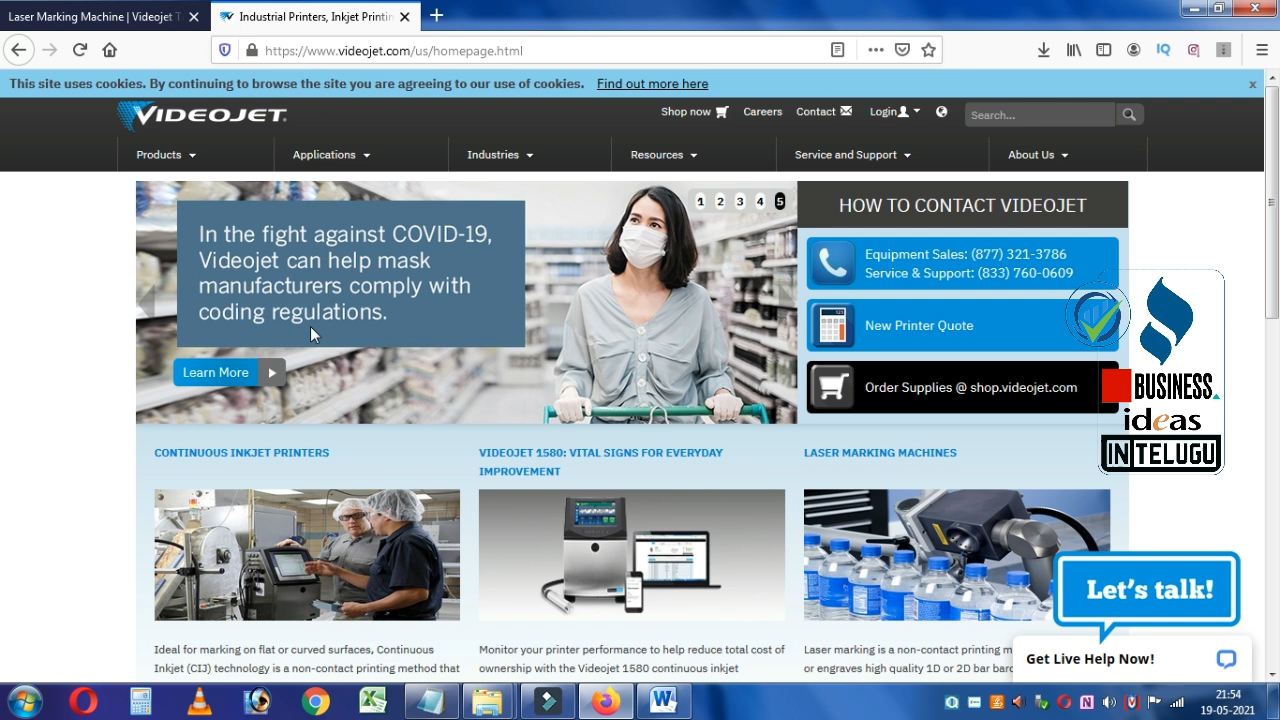 Laser Marking Machine | Videojet T
Industrial Printers, Inkjet Printin
https://www.videojet.com/us/homepage.html
IQ
This site uses cookies. By continuing to browse the site you are agreeing to our use of cookies. Find out more here
x
VIDEOJET.
Shop now
Careers
Contact
Login
Search...
Products
Applications
Industries
Resources
Service and Support
About Us
In the fight against COVID-19,
Videojet can help mask
manufacturers comply with
coding regulations.
Learn More
1 2 3 4 5
HOW TO CONTACT VIDEOJET
Equipment Sales: (877) 321-3786
Service & Support: (833) 760-0609
New Printer Quote
Order Supplies @ shop.videojet.com
BUSINESS.
ideas
IN TELUGU
CONTINUOUS INKJET PRINTERS
VIDEOJET 1580: VITAL SIGNS FOR EVERYDAY
IMPROVEMENT
LASER MARKING MACHINES
Ideal for marking on flat or curved surfaces, Continuous
Inkjet (CIJ) technology is a non-contact printing method that
Monitor your printer performance to help reduce total cost of
ownership with the Videojet 1580 continuous inkjet
Laser marking is a non-contact printing m
or engraves high quality 1D or 2D bar
Let's talk!
Get Live Help Now!
21:54
19-05-2021